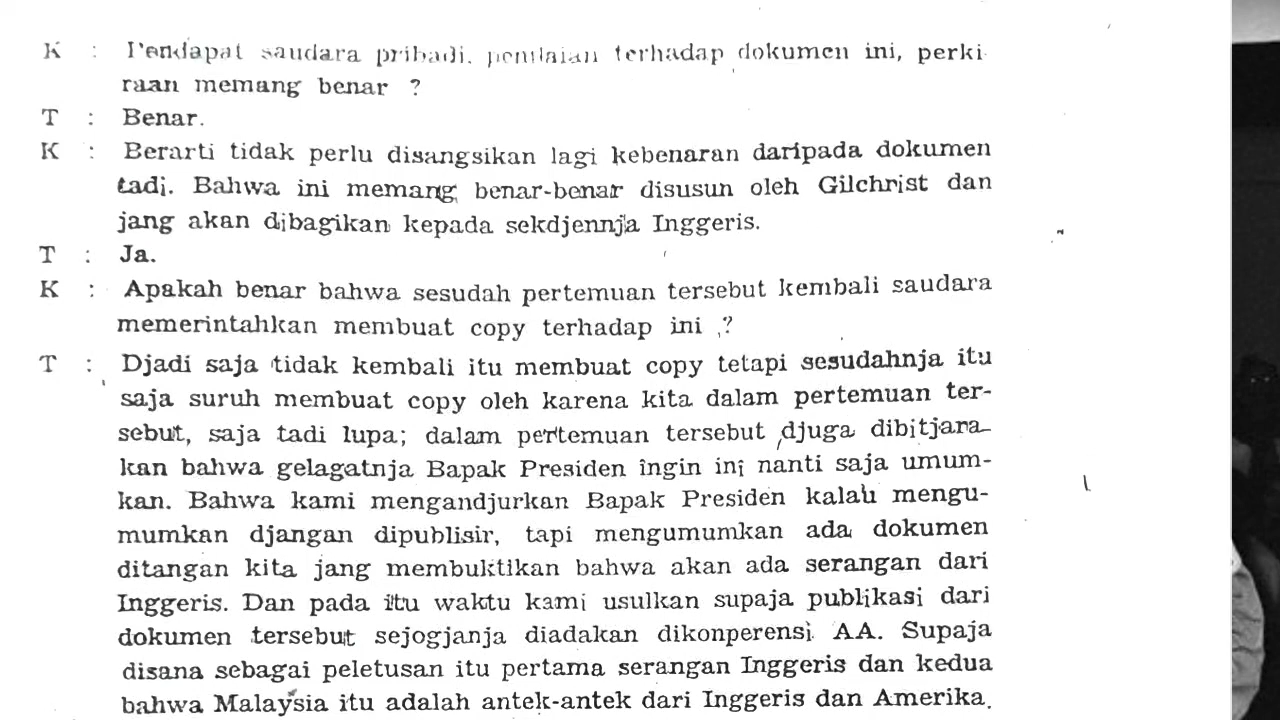 K : Pendapat saudara pribadi, penilaian terhadap dokumen ini, perki-
raan memang benar ?
T : Benar.
K : Berarti tidak perlu disangsikan lagi kebenaran daripada dokumen
tadi. Bahwa ini memang benar-benar disusun oleh Gilchrist dan
jang akan dibagikan kepada sekdjennja Inggeris.
T : Ja.
K : Apakah benar bahwa sesudah pertemuan tersebut kembali saudara
memerintahkan membuat copy terhadap ini ?
T : Djadi saja tidak kembali itu membuat copy tetapi sesudahnja itu
saja suruh membuat copy oleh karena kita dalam pertemuan ter-
sebut, saja tadi lupa; dalam pertemuan tersebut djuga dibitjara-
kan bahwa gelagatnja Bapak Presiden ingin ini nanti saja umum-
kan. Bahwa kami mengandjurkan Bapak Presiden kalau mengu-
mumkan djangan dipublisir, tapi mengumumkan ada dokumen
ditangan kita jang membuktikan bahwa akan ada serangan dari
Inggeris. Dan pada itu waktu kami usulkan supaja publikasi dari
dokumen tersebut sejogjanja diadakan dikonperensi AA. Supaja
disana sebagai peletusan itu pertama serangan Inggeris dan kedua
bahwa Malaysia itu adalah antek-antek dari Inggeris dan Amerika.